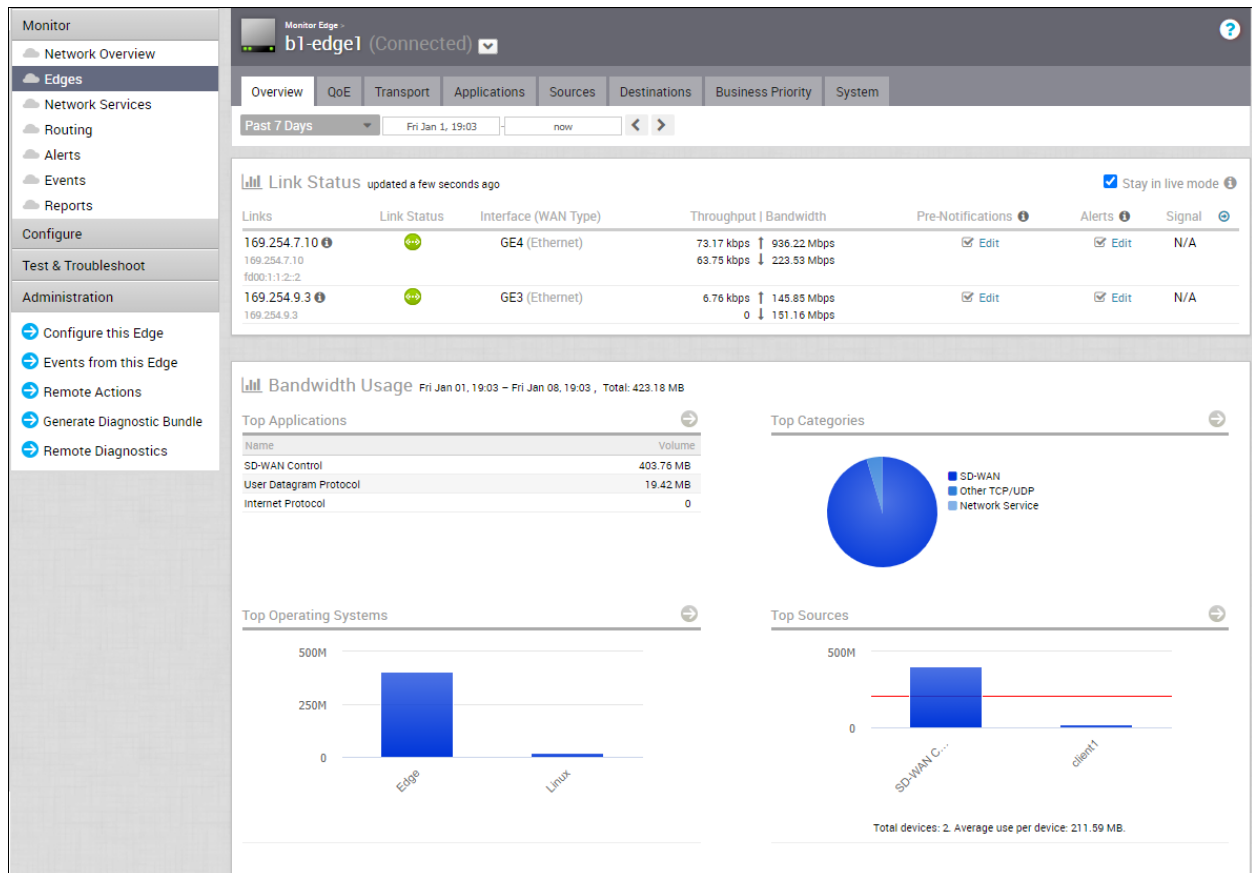 Monitor
Network Overview
Edges
Network Services
Routing
Alerts
Events
Reports
Configure
Test & Troubleshoot
Administration
Configure this Edge
Events from this Edge
Remote Actions
Generate Diagnostic Bundle
Remote Diagnostics
Monitor Edge >
b1-edge1 (Connected)
?
Overview QoE Transport Applications Sources Destinations Business Priority System
Past 7 Days Fri Jan 1, 19:03 - now
Link Status updated a few seconds ago
Stay in live mode
Links Link Status Interface (WAN Type) Throughput | Bandwidth Pre-Notifications Alerts Signal
169.254.7.10 GE4 (Ethernet) 73.17 kbps ↑ 936.22 Mbps Edit Edit N/A
169.254.7.10 63.75 kbps ↓ 223.53 Mbps
fd00:1:1:2::2
169.254.9.3 GE3 (Ethernet) 6.76 kbps ↑ 145.85 Mbps Edit Edit N/A
169.254.9.3 0 ↓ 151.16 Mbps
Bandwidth Usage Fri Jan 01, 19:03 – Fri Jan 08, 19:03 , Total: 423.18 MB
Top Applications
Name Volume
SD-WAN Control 403.76 MB
User Datagram Protocol 19.42 MB
Internet Protocol 0
Top Categories
SD-WAN
Other TCP/UDP
Network Service
Top Operating Systems
500M
250M
0
Edge Linux
Top Sources
500M
0
SD-WAN C... client1
Total devices: 2. Average use per device: 211.59 MB.